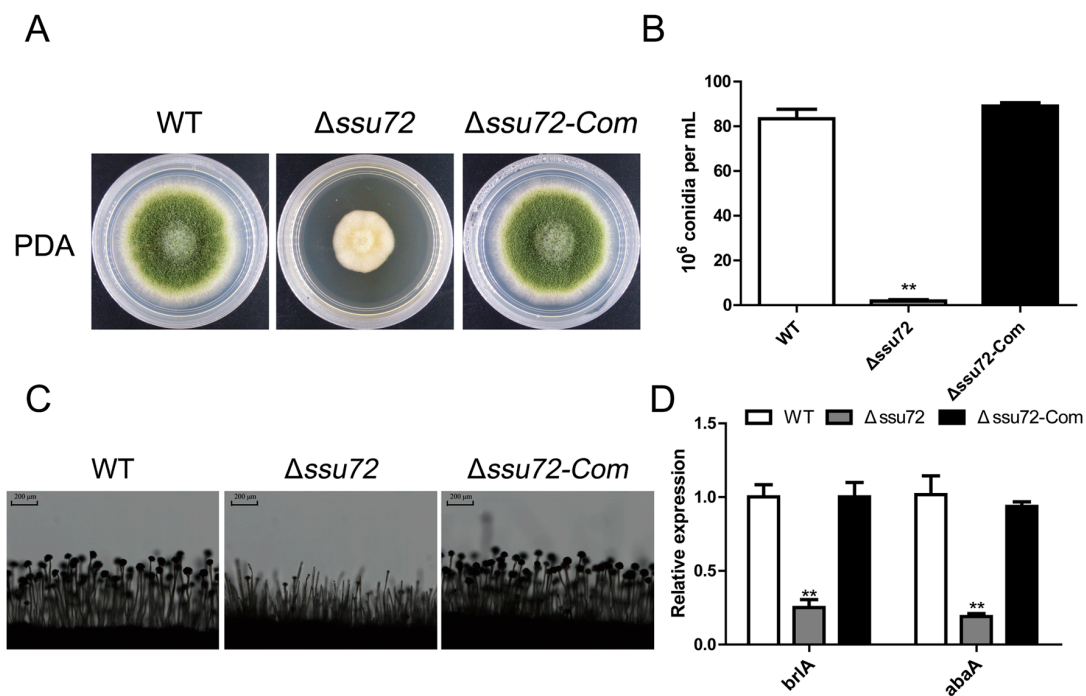 A
WT
Δssu72
Δssu72-Com
PDA
B
10⁶ conidia per mL
100
80
60
40
20
0
**
WT
Δssu72
Δssu72-Com
C
WT
Δssu72
Δssu72-Com
200 μm
200 μm
200 μm
D
WT
Δssu72
Δssu72-Com
Relative expression
1.5
1.0
0.5
0.0
**
**
brlA
abaA